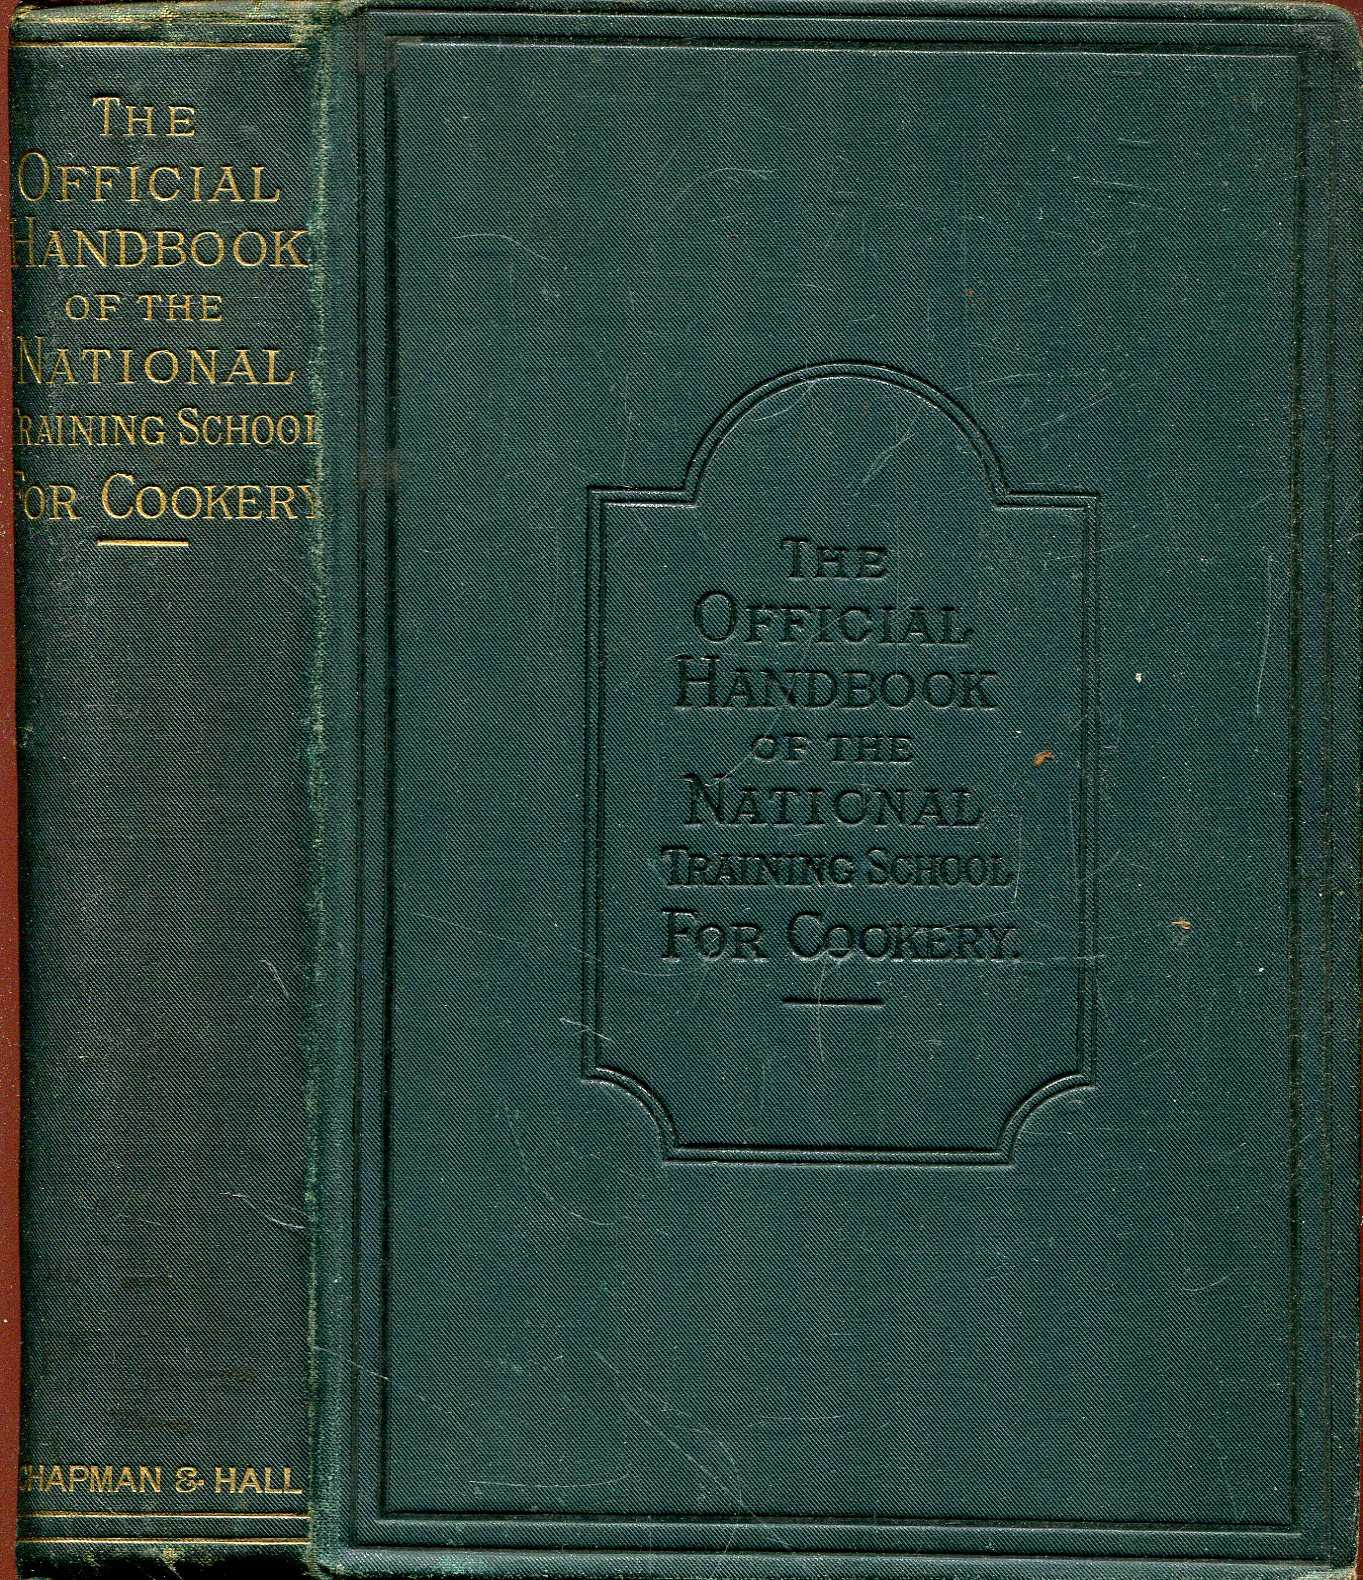 THE
OFFICIAL
HANDBOOK
OF THE
NATIONAL
TRAINING SCHOOL
FOR COOKERY
CHAPMAN & HALL
THE
OFFICIAL
HANDBOOK
OF THE
NATIONAL
TRAINING SCHOOL
FOR COOKERY.